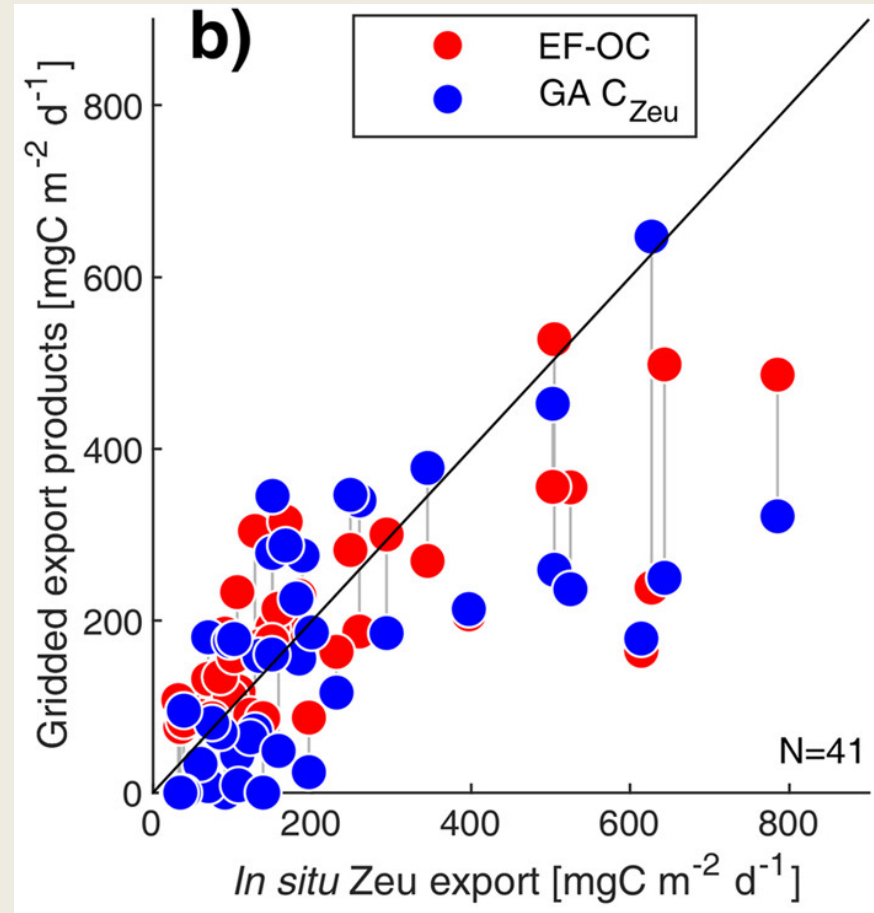 b)
EF-OC
GA C_Zeu
Gridded export products [mgC m^-2 d^-1]
800
600
400
200
0
N=41
0 200 400 600 800
In situ Zeu export [mgC m^-2 d^-1]